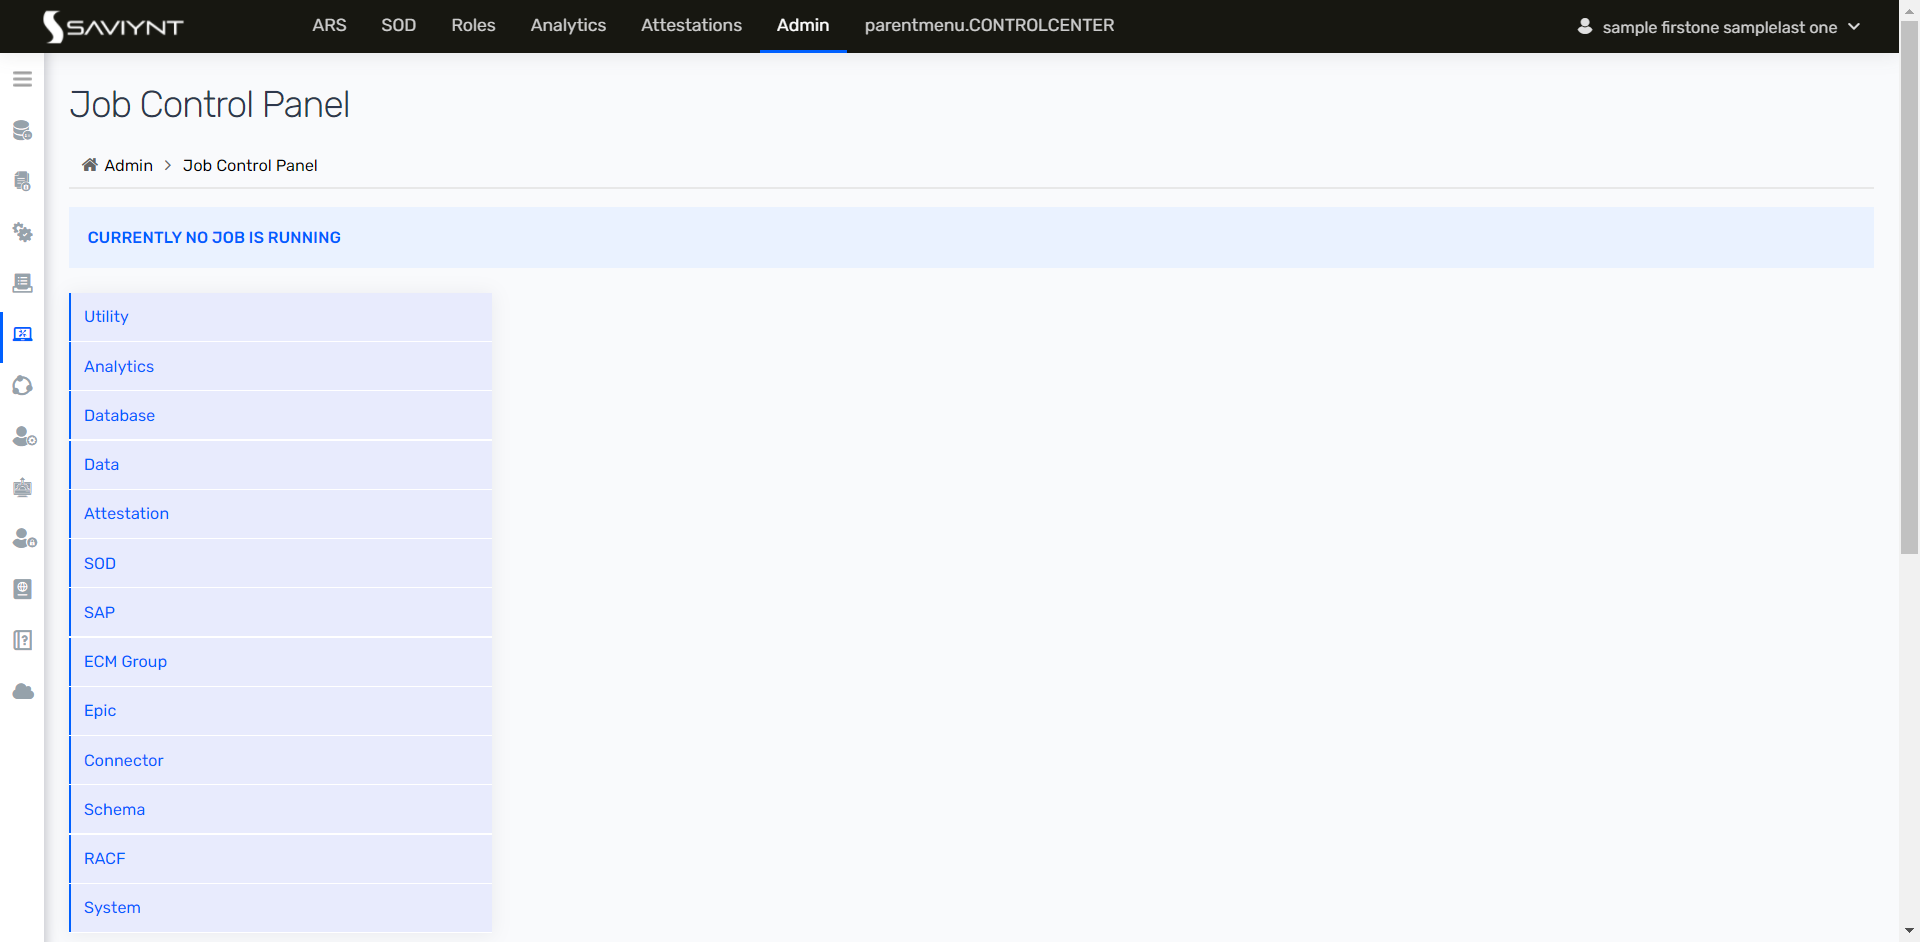 SAVIYNT
ARS SOD Roles Analytics Attestations Admin parentmenu.CONTROLCENTER sample firstone samplelast one
Job Control Panel
Admin > Job Control Panel
CURRENTLY NO JOB IS RUNNING
Utility
Analytics
Database
Data
Attestation
SOD
SAP
ECM Group
Epic
Connector
Schema
RACF
System